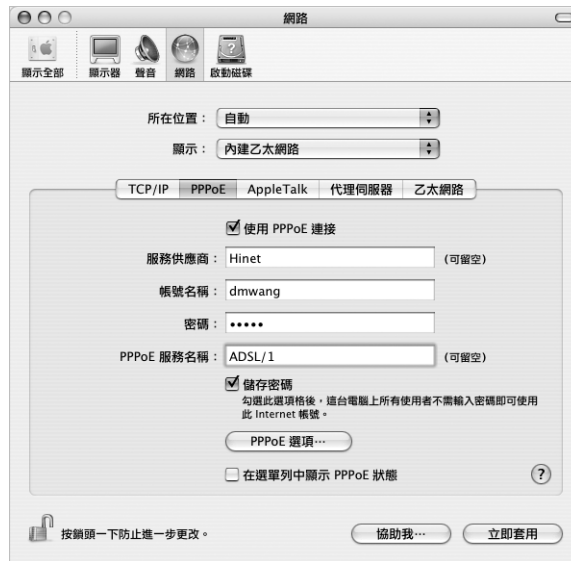 網路
顯示全部 顯示器 聲音 網路 啟動磁碟
所在位置： 自動
顯示： 內建乙太網路
TCP/IP PPPoE AppleTalk 代理伺服器 乙太網路
使用 PPPoE 連接
服務供應商： Hinet (可留空)
帳號名稱： dmwang
密碼： •••••
PPPoE 服務名稱： ADSL/1 (可留空)
儲存密碼
勾選此選項格後，這台電腦上所有使用者不需輸入密碼即可使用
此 Internet 帳號。
PPPoE 選項…
在選單列中顯示 PPPoE 狀態
?
按鎖頭一下防止進一步更改。 協助我… 立即套用